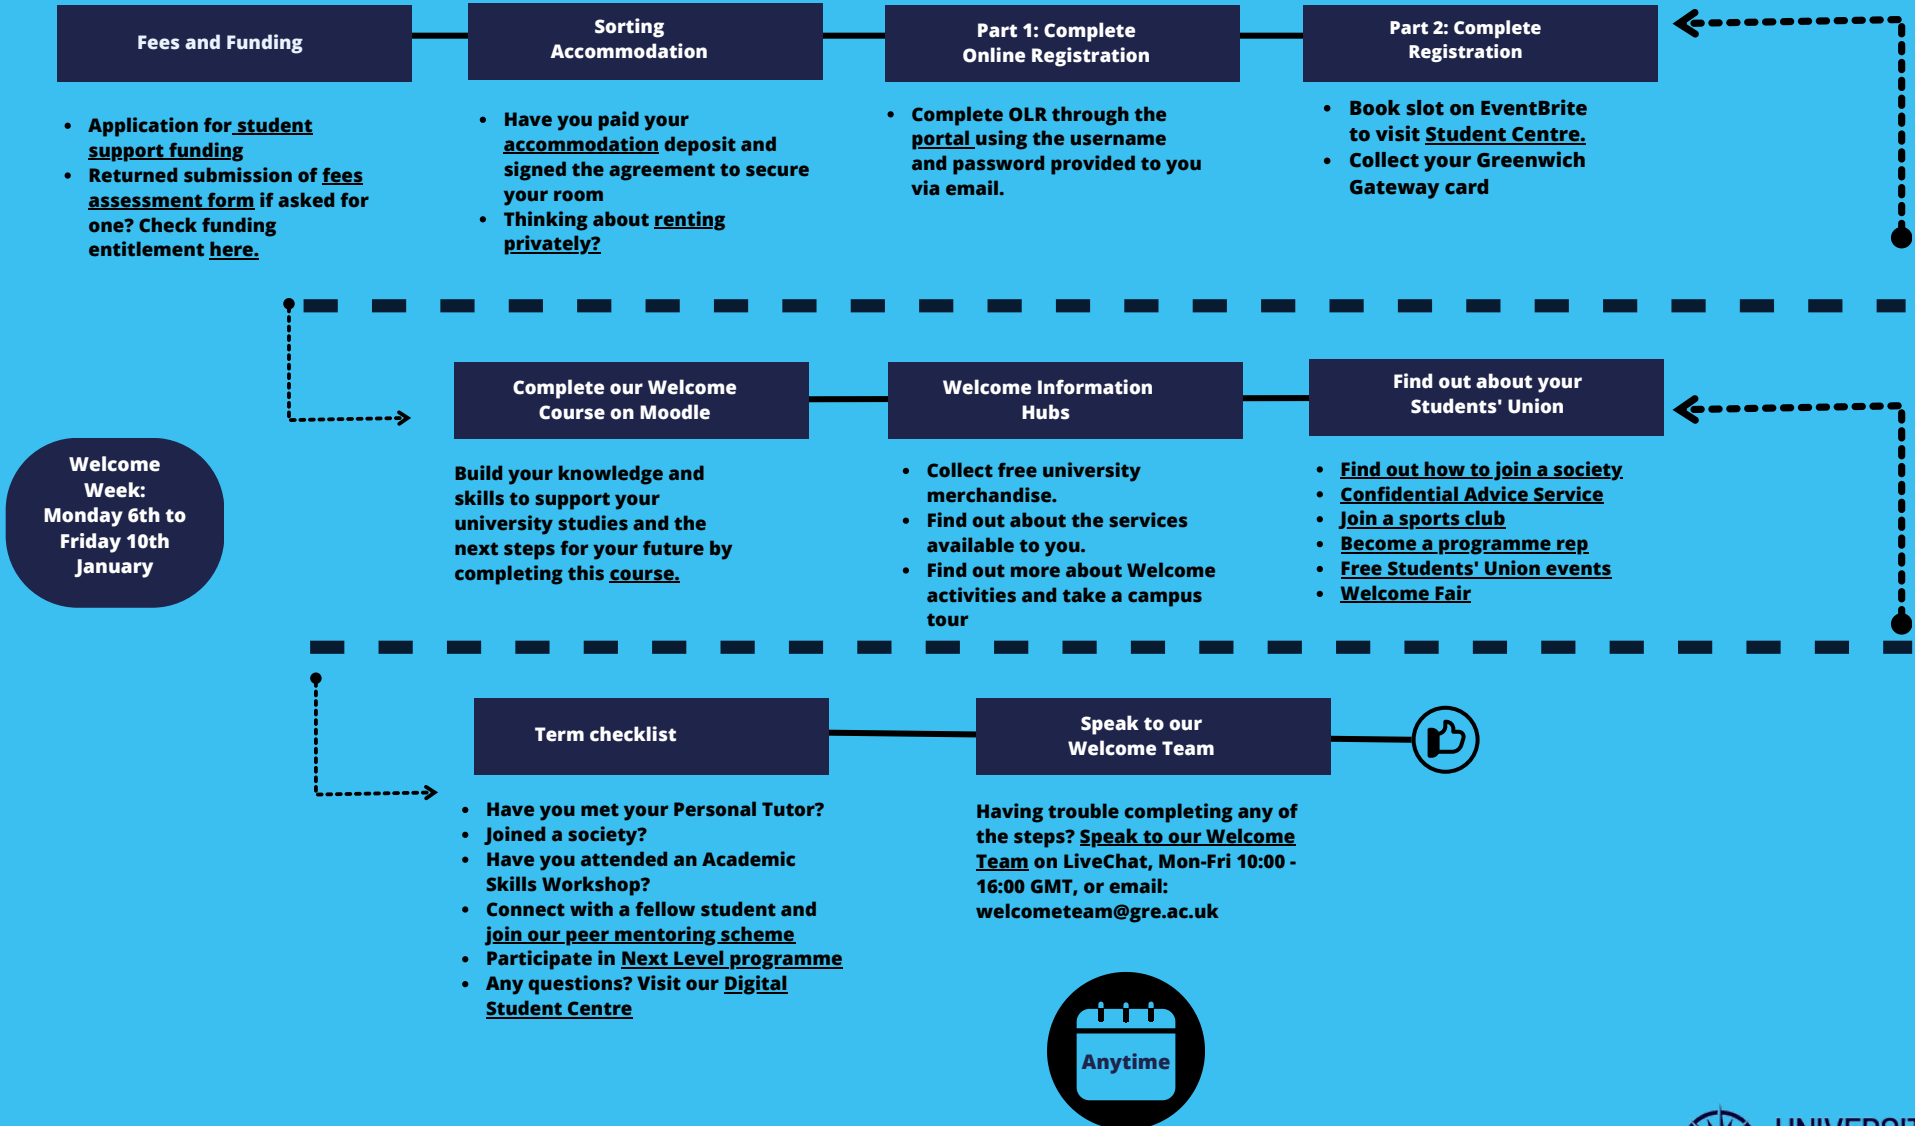 Fees and Funding
• Application for student
support funding
• Returned submission of fees
assessment form if asked for
one? Check funding
entitlement here.
Sorting
Accommodation
• Have you paid your
accommodation deposit and
signed the agreement to secure
your room
• Thinking about renting
privately?
Part 1: Complete
Online Registration
• Complete OLR through the
portal using the username
and password provided to you
via email.
Part 2: Complete
Registration
• Book slot on EventBrite
to visit Student Centre.
• Collect your Greenwich
Gateway card
Welcome
Week:
Monday 6th to
Friday 10th
January
Complete our Welcome
Course on Moodle
Build your knowledge and
skills to support your
university studies and the
next steps for your future by
completing this course.
Welcome Information
Hubs
• Collect free university
merchandise.
• Find out about the services
available to you.
• Find out more about Welcome
activities and take a campus
tour
Find out about your
Students' Union
• Find out how to join a society
• Confidential Advice Service
• Join a sports club
• Become a programme rep
• Free Students' Union events
• Welcome Fair
Term checklist
• Have you met your Personal Tutor?
• Joined a society?
• Have you attended an Academic
Skills Workshop?
• Connect with a fellow student and
join our peer mentoring scheme
• Participate in Next Level programme
• Any questions? Visit our Digital
Student Centre
Speak to our
Welcome Team
Having trouble completing any of
the steps? Speak to our Welcome
Team on LiveChat, Mon-Fri 10:00 -
16:00 GMT, or email:
welcometeam@gre.ac.uk
Anytime